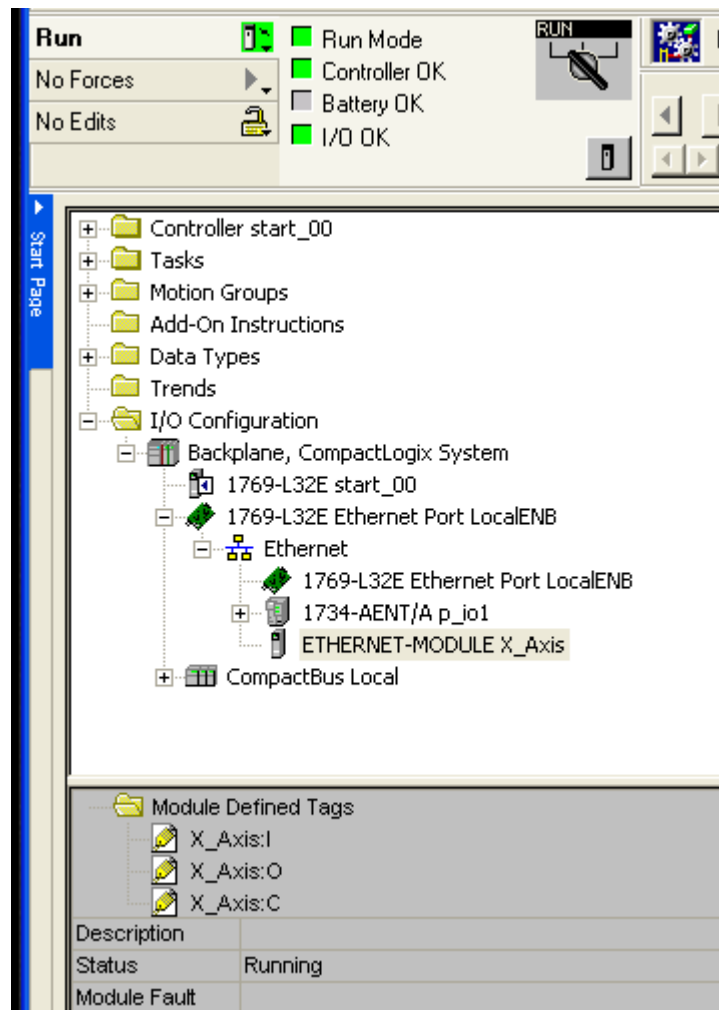 Run
Run Mode
RUN
No Forces
Controller OK
Battery OK
No Edits
I/O OK
Start Page
Controller start_00
Tasks
Motion Groups
Add-On Instructions
Data Types
Trends
I/O Configuration
Backplane, CompactLogix System
1769-L32E start_00
1769-L32E Ethernet Port LocalENB
Ethernet
1769-L32E Ethernet Port LocalENB
1734-AENT/A p_io1
ETHERNET-MODULE X_Axis
CompactBus Local
Module Defined Tags
X_Axis:I
X_Axis:O
X_Axis:C
Description
Status Running
Module Fault